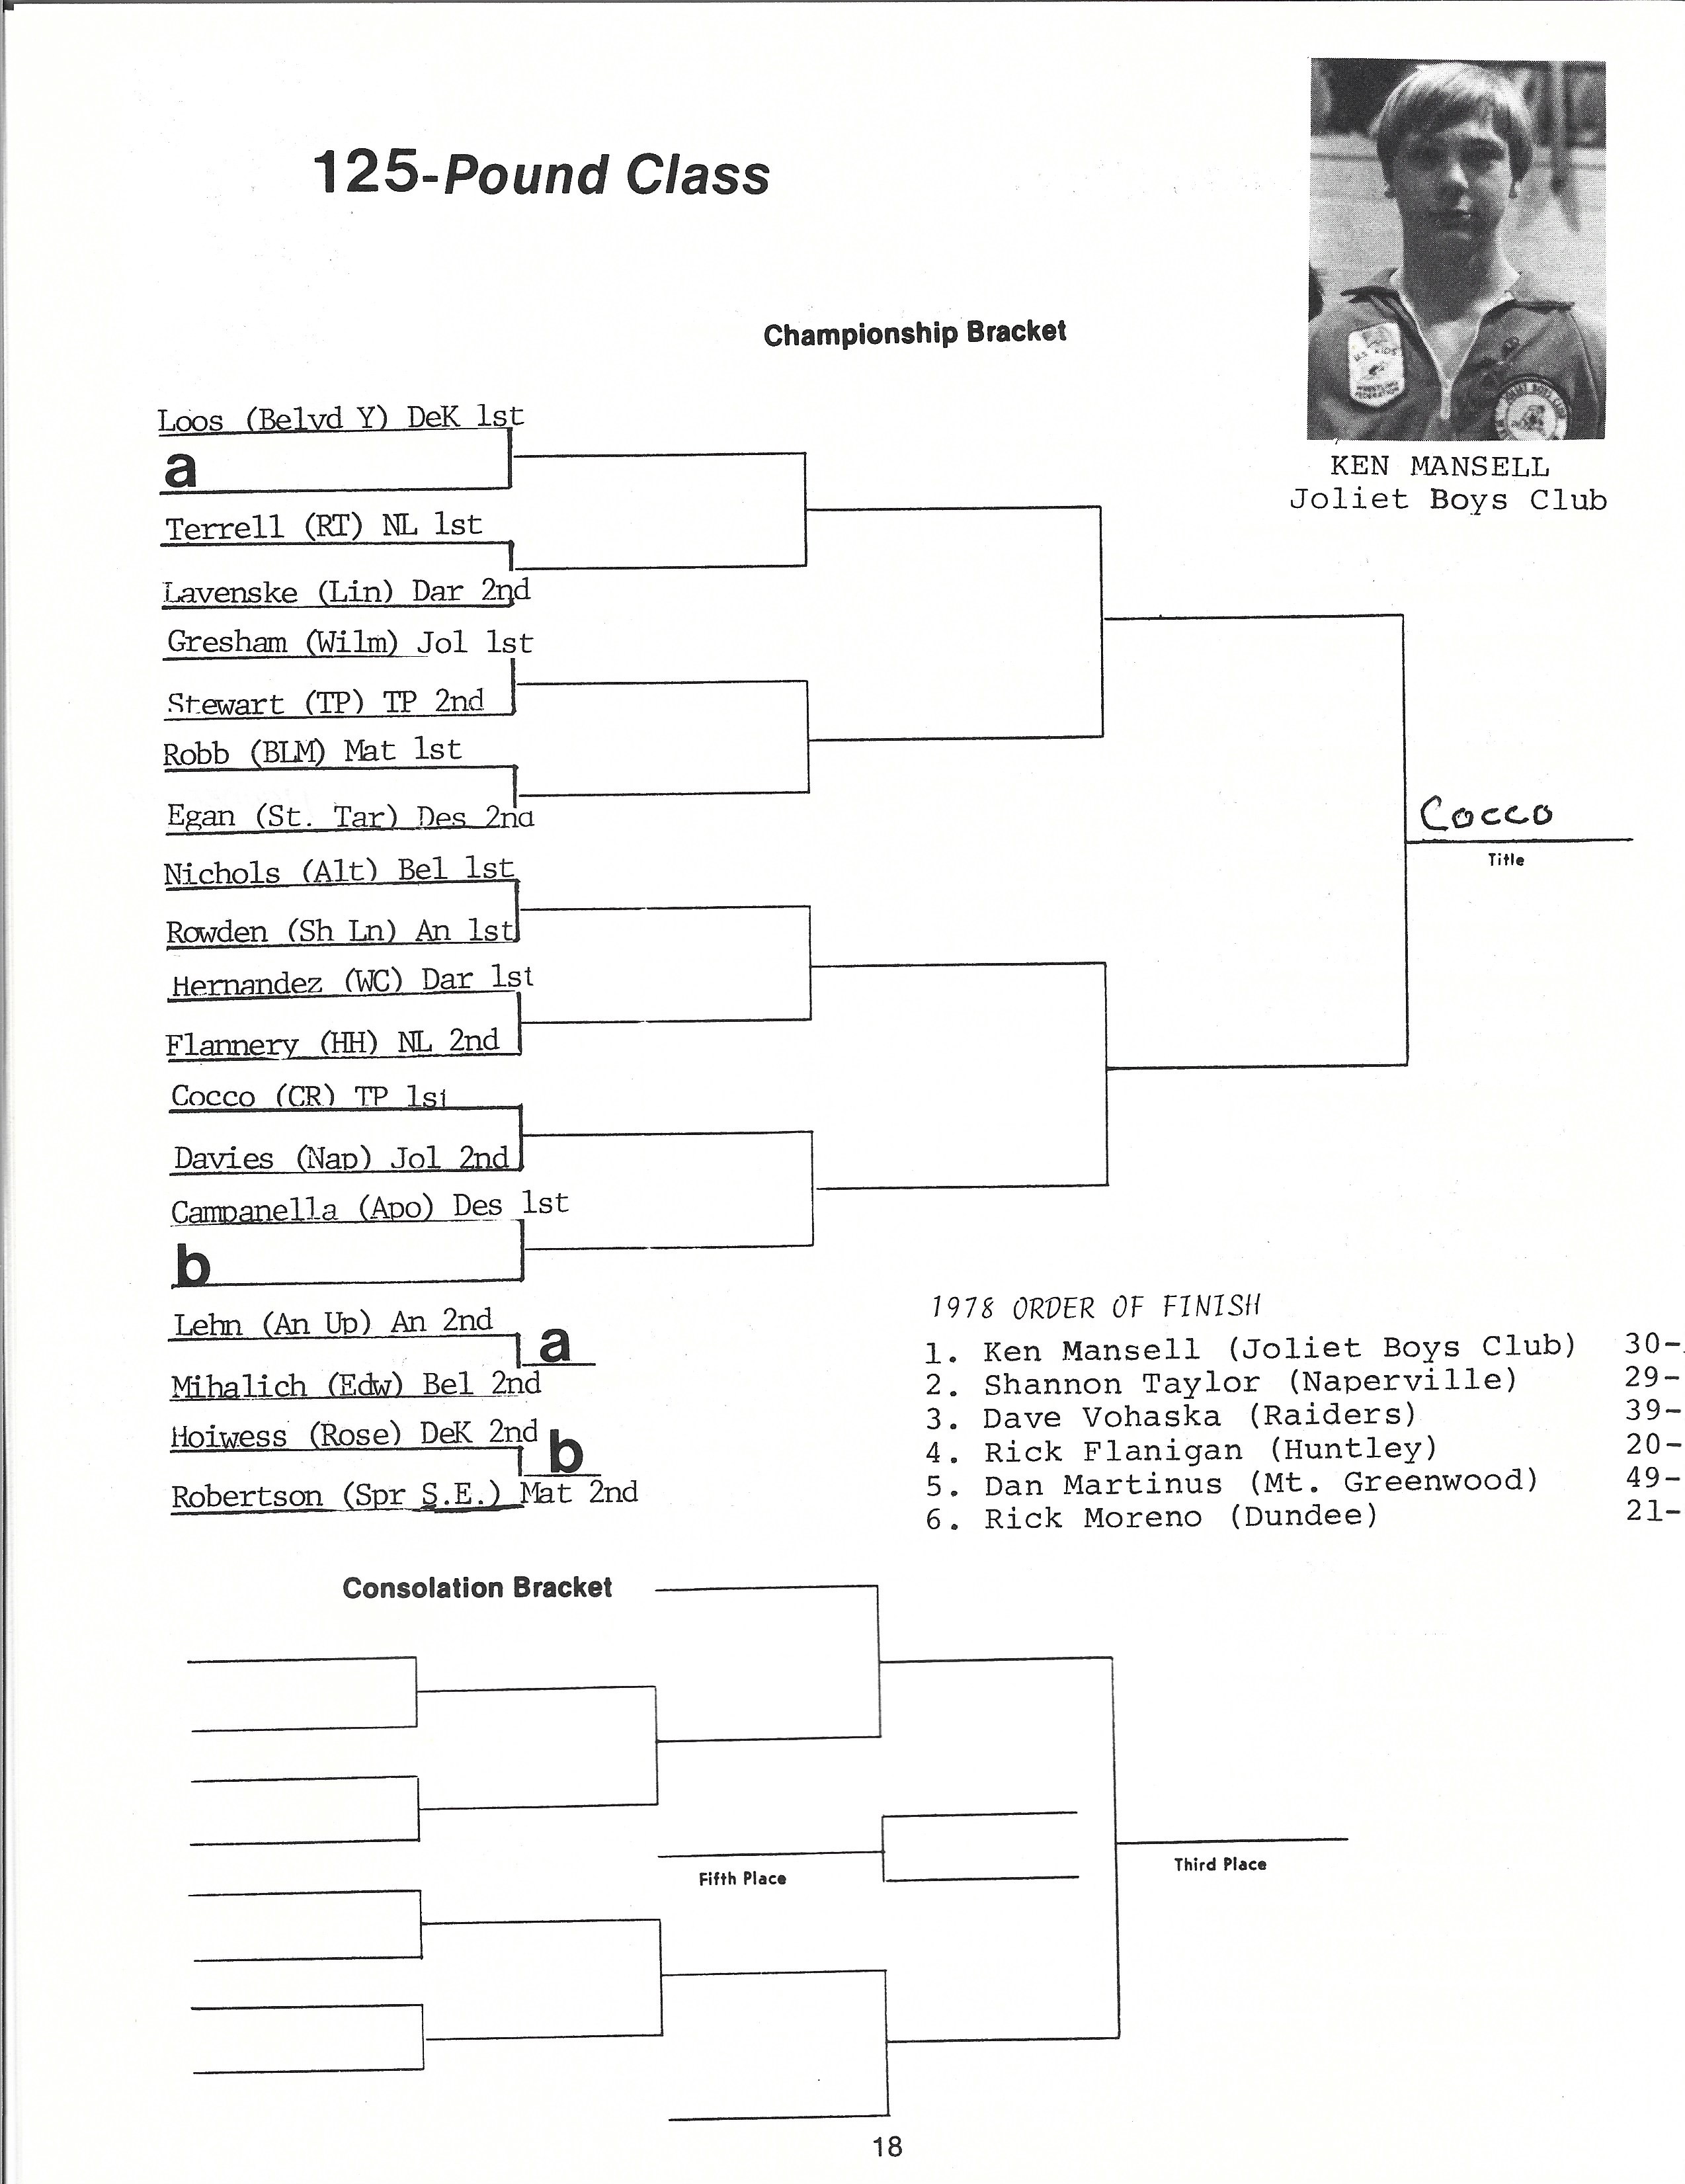 125-Pound Class
Championship Bracket
KEN MANSELL
Joliet Boys Club
Loos (Belvd Y) DeK 1st
a
Terrell (RT) NL 1st
Lavenske (Lin) Dar 2nd
Gresham (Wilm) Jol 1st
Stewart (TP) TP 2nd
Robb (BLM) Mat 1st
Egan (St. Tar) Des 2nd
Cocco
Title
Nichols (Alt) Bel 1st
Rowden (Sh Ln) An 1st
Hernandez (WC) Dar 1st
Flannery (HH) NL 2nd
Cocco (CR) TP 1st
Davies (Nap) Jol 2nd
Campanella (Apo) Des 1st
b
Lehn (An Up) An 2nd
a
Mihalich (Edw) Bel 2nd
Hoiwess (Rose) DeK 2nd
b
Robertson (Spr S.E.) Mat 2nd
1978 ORDER OF FINISH
1. Ken Mansell (Joliet Boys Club) 30-
2. Shannon Taylor (Naperville) 29-
3. Dave Vohaska (Raiders) 39-
4. Rick Flanigan (Huntley) 20-
5. Dan Martinus (Mt. Greenwood) 49-
6. Rick Moreno (Dundee) 21-
Consolation Bracket
Fifth Place
Third Place
18